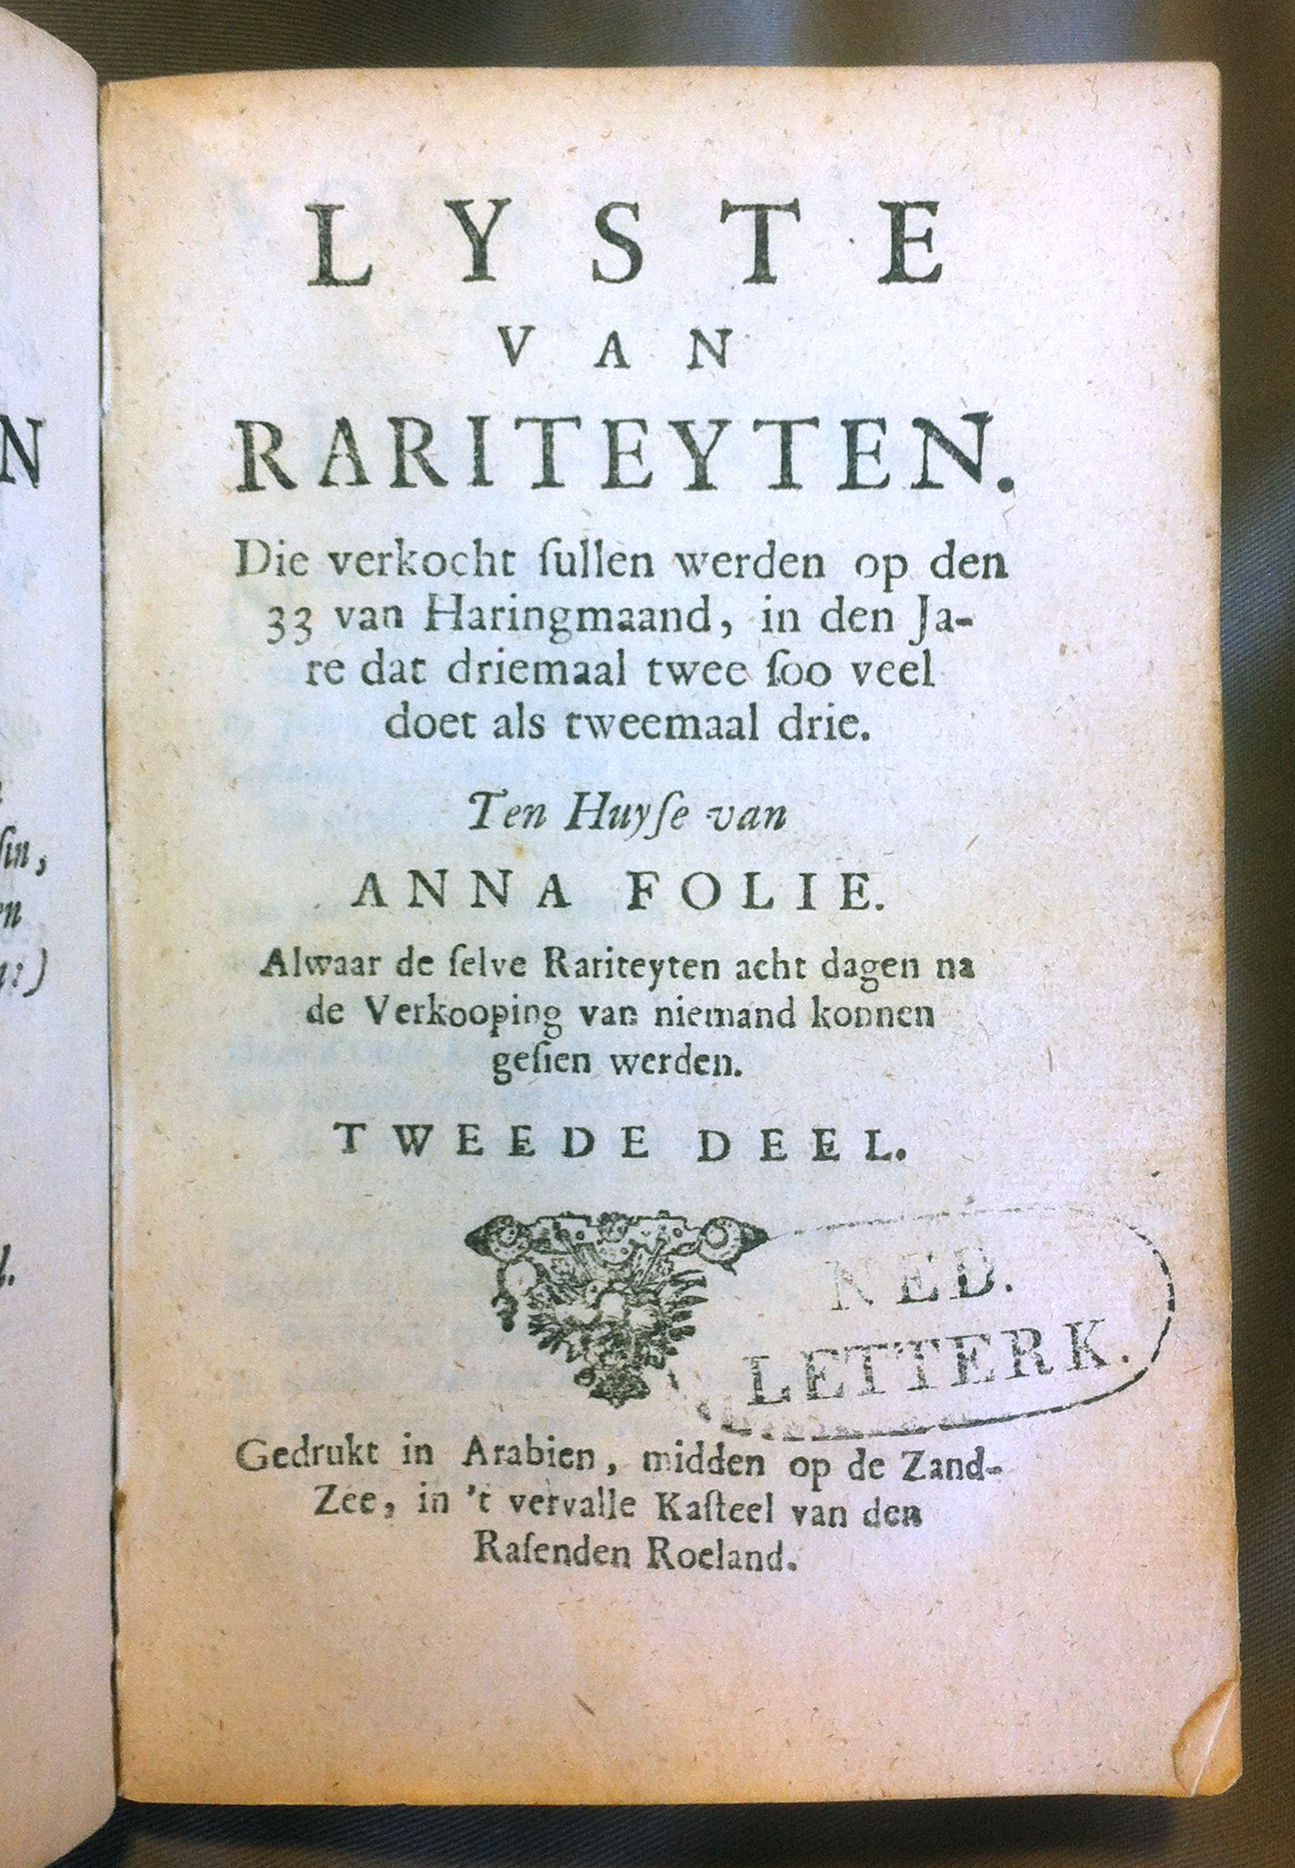 LYSTE
VAN
RARITEYTEN.
Die verkocht ſullen werden op den
33 van Haringmaand, in den Ja-
re dat driemaal twee ſoo veel
doet als tweemaal drie.
Ten Huyſe van
ANNA FOLIE.
Alwaar de ſelve Rariteyten acht dagen na
de Verkooping van niemand konnen
geſien werden.
TWEEDE DEEL.
NED.
LETTERK.
Gedrukt in Arabien, midden op de Zand-
Zee, in 't vervalle Kaſteel van den
Raſenden Roeland.